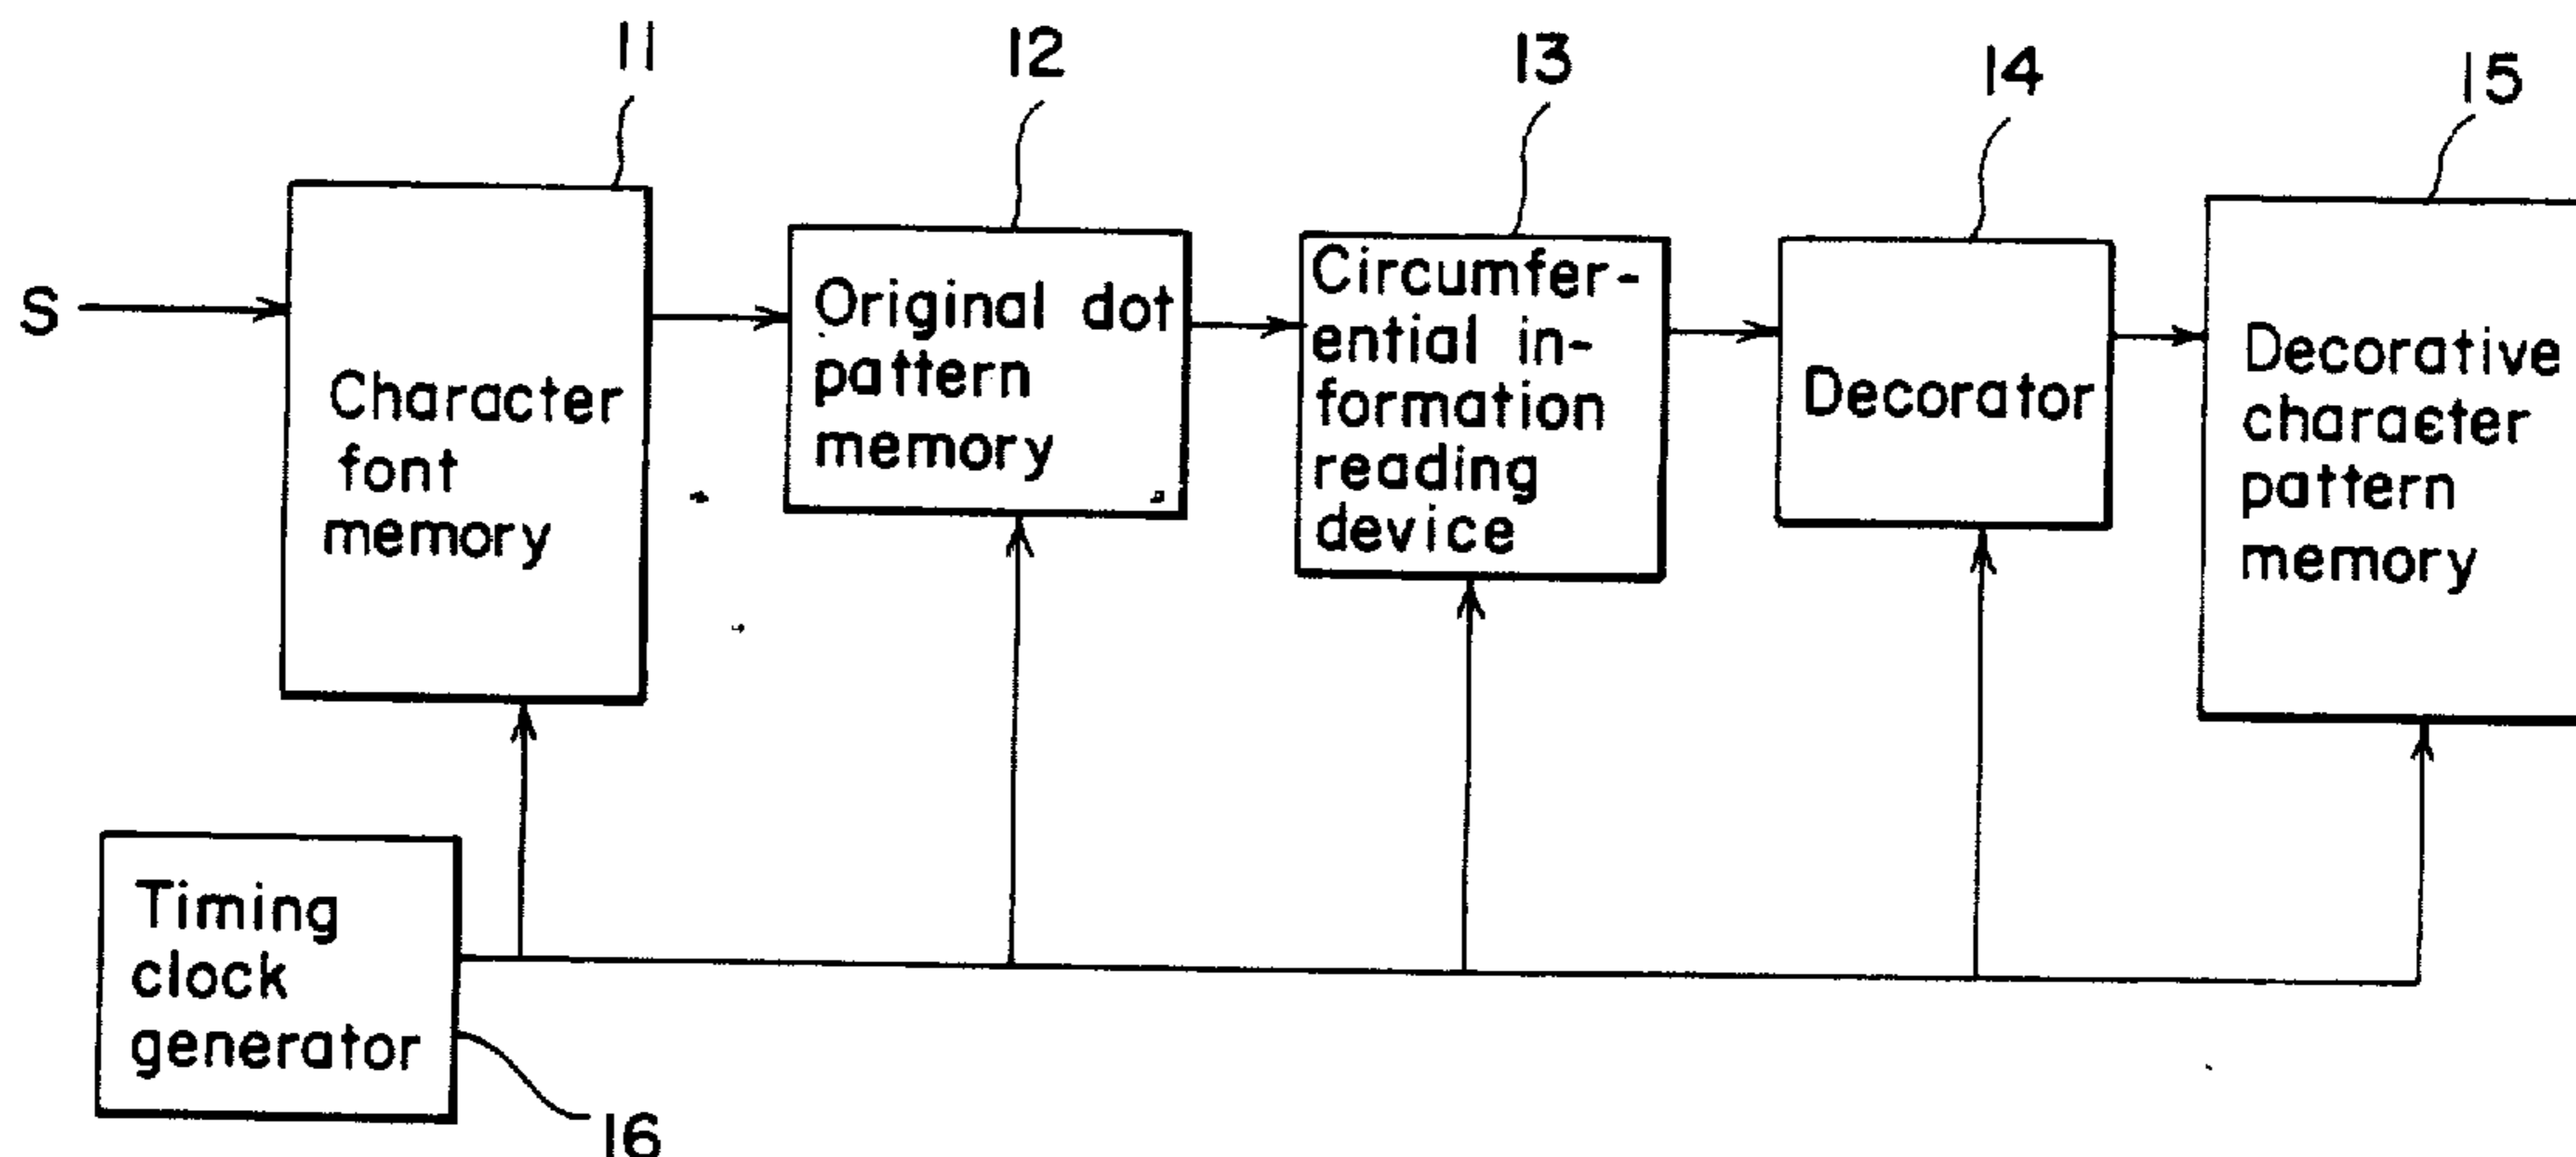 11
12
13
14
15
S
Character
font
memory
Original dot
pattern
memory
Circumfer-
ential in-
formation
reading
device
Decorator
Decorative
character
pattern
memory
Timing
clock
generator
16